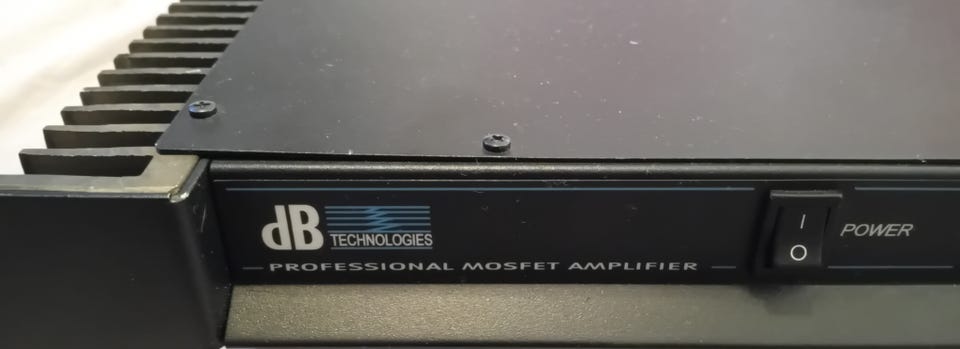 dB TECHNOLOGIES
PROFESSIONAL MOSFET AMPLIFIER
I
O
POWER